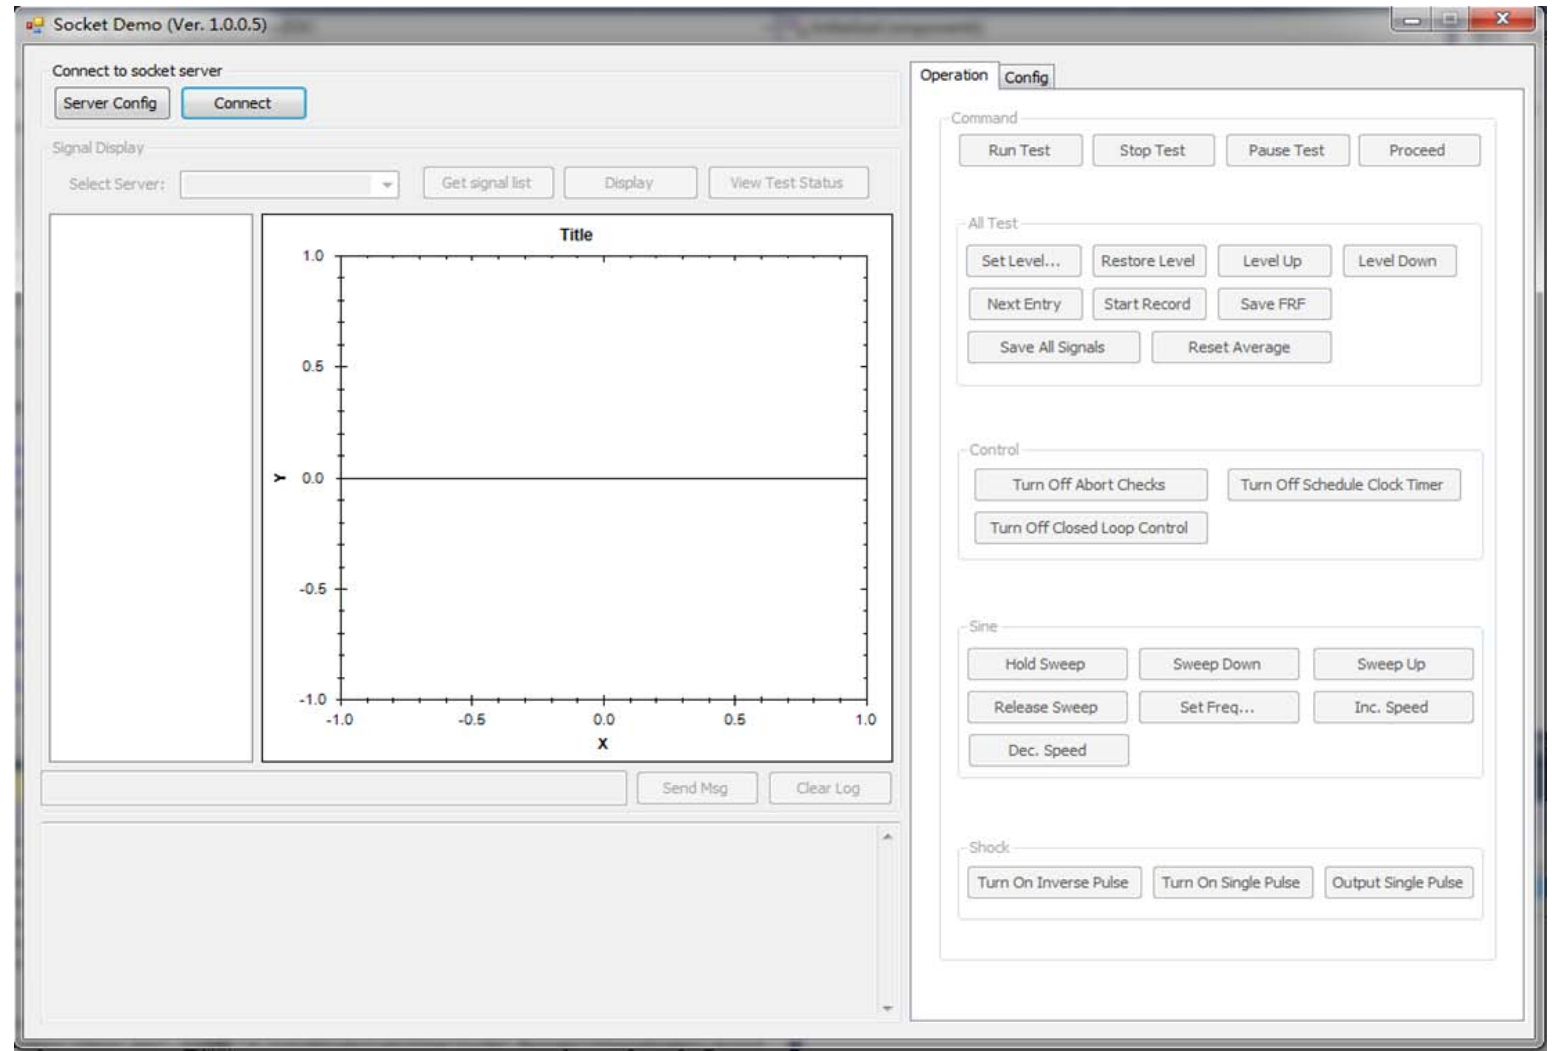 Socket Demo (Ver. 1.0.0.5)
Connect to socket server
Server Config Connect
Signal Display
Select Server: Get signal list Display View Test Status
Title
1.0
0.5
Y 0.0
-0.5
-1.0
-1.0 -0.5 0.0 0.5 1.0
X
Send Msg Clear Log
Operation Config
Command
Run Test Stop Test Pause Test Proceed
All Test
Set Level... Restore Level Level Up Level Down
Next Entry Start Record Save FRF
Save All Signals Reset Average
Control
Turn Off Abort Checks Turn Off Schedule Clock Timer
Turn Off Closed Loop Control
Sine
Hold Sweep Sweep Down Sweep Up
Release Sweep Set Freq... Inc. Speed
Dec. Speed
Shock
Turn On Inverse Pulse Turn On Single Pulse Output Single Pulse